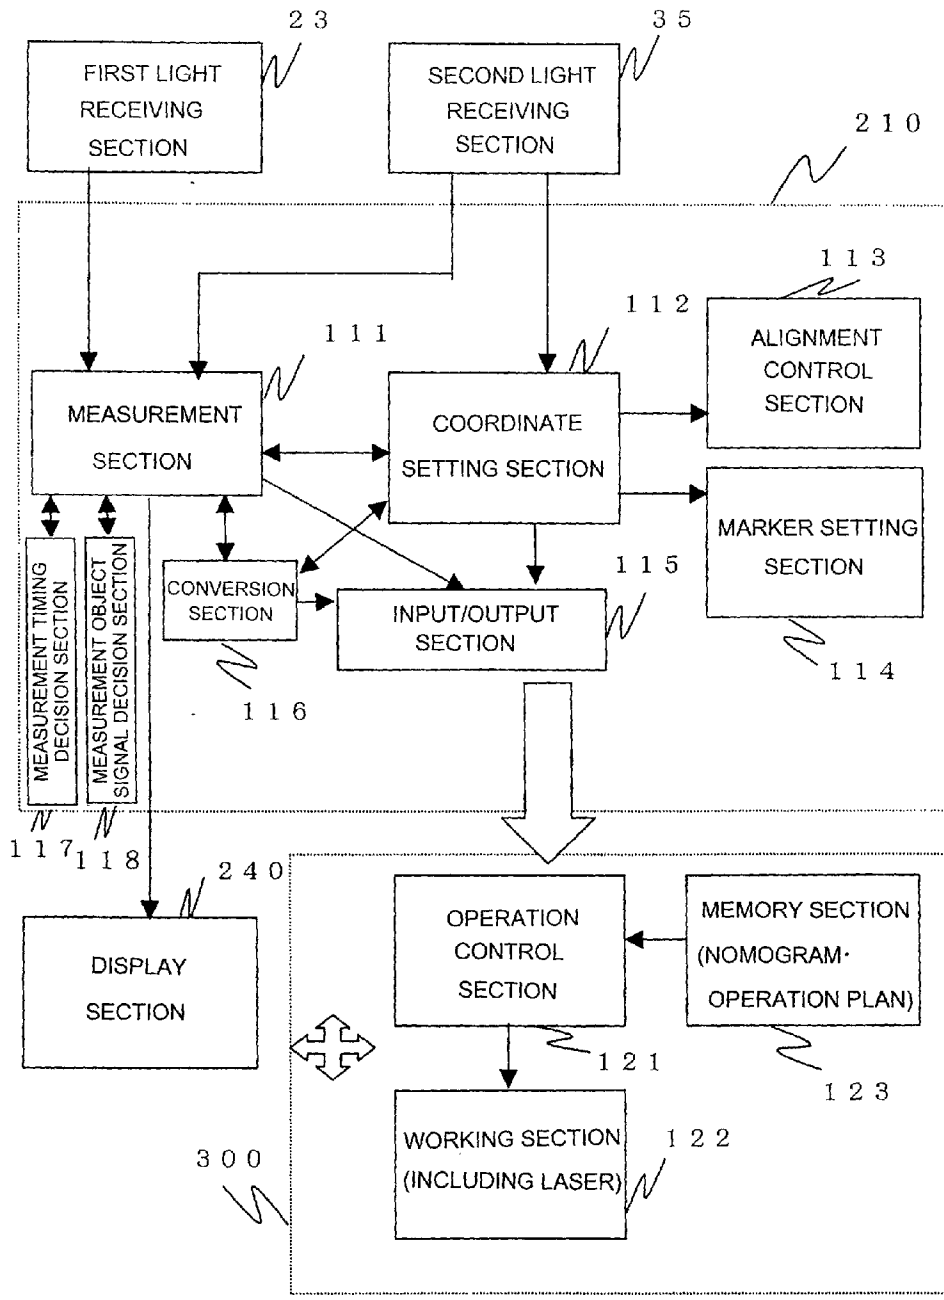 23
35
FIRST LIGHT
RECEIVING
SECTION
SECOND LIGHT
RECEIVING
SECTION
210
113
112
111
ALIGNMENT
CONTROL
SECTION
MEASUREMENT
SECTION
COORDINATE
SETTING SECTION
MARKER SETTING
SECTION
115
CONVERSION
SECTION
INPUT/OUTPUT
SECTION
MEASUREMENT TIMING
DECISION SECTION
MEASUREMENT OBJECT
SIGNAL DECISION SECTION
114
116
117
118
240
DISPLAY
SECTION
OPERATION
CONTROL
SECTION
MEMORY SECTION
(NOMOGRAM·
OPERATION PLAN)
121
123
WORKING SECTION
(INCLUDING LASER)
122
300